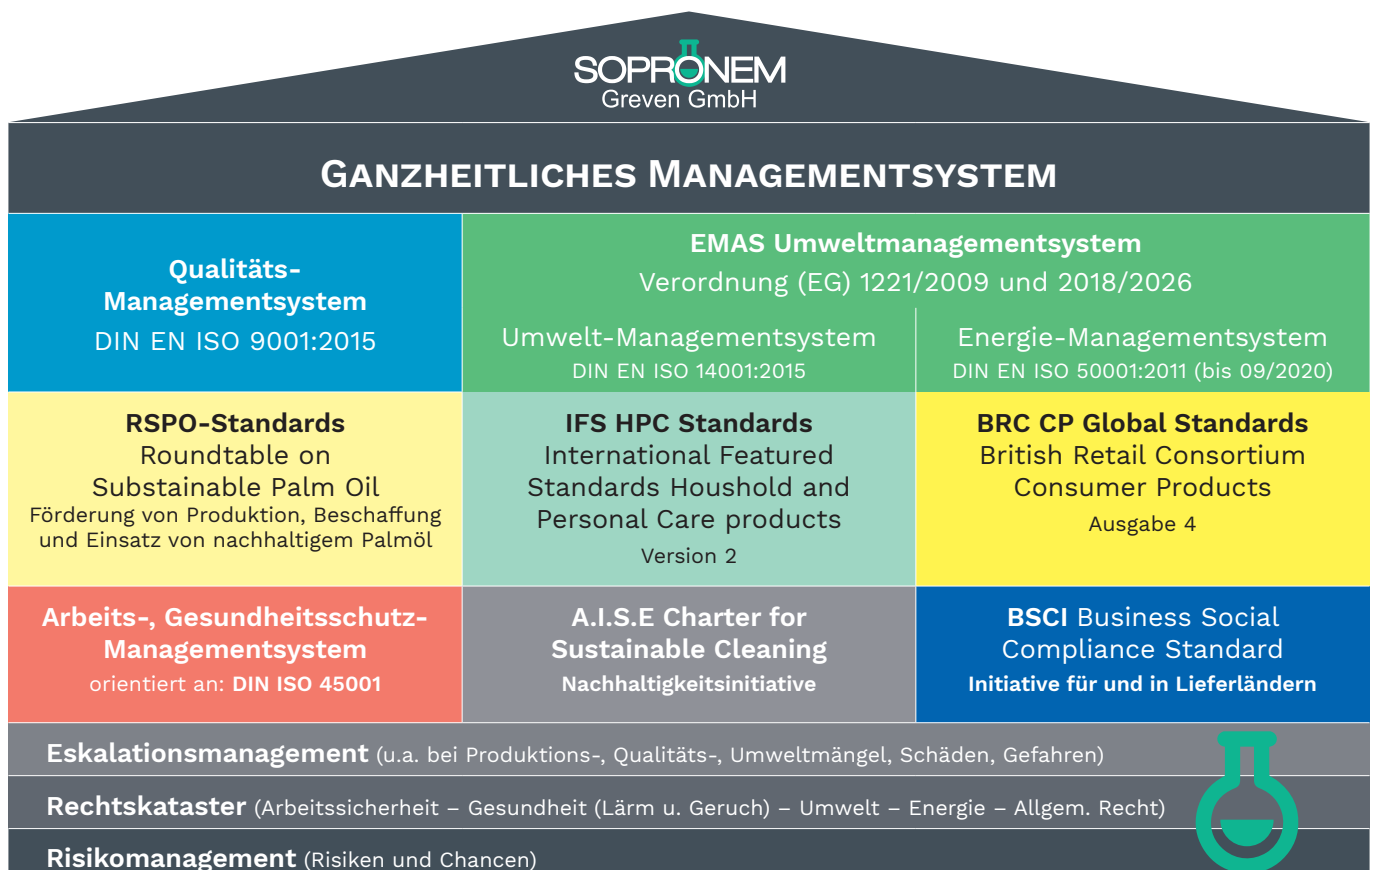 SOPRONEM
Greven GmbH
GANZHEITLICHES MANAGEMENTSYSTEM
Qualitäts-
Managementsystem
DIN EN ISO 9001:2015
EMAS Umweltmanagementsystem
Verordnung (EG) 1221/2009 und 2018/2026
Umwelt-Managementsystem
DIN EN ISO 14001:2015
Energie-Managementsystem
DIN EN ISO 50001:2011 (bis 09/2020)
RSPO-Standards
Roundtable on
Substainable Palm Oil
Förderung von Produktion, Beschaffung
und Einsatz von nachhaltigem Palmöl
IFS HPC Standards
International Featured
Standards Houshold and
Personal Care products
Version 2
BRC CP Global Standards
British Retail Consortium
Consumer Products
Ausgabe 4
Arbeits-, Gesundheitsschutz-
Managementsystem
orientiert an: DIN ISO 45001
A.I.S.E Charter for
Sustainable Cleaning
Nachhaltigkeitsinitiative
BSCI Business Social
Compliance Standard
Initiative für und in Lieferländern
Eskalationsmanagement (u.a. bei Produktions-, Qualitäts-, Umweltmängel, Schäden, Gefahren)
Rechtskataster (Arbeitssicherheit – Gesundheit (Lärm u. Geruch) – Umwelt – Energie – Allgem. Recht)
Risikomanagement (Risiken und Chancen)